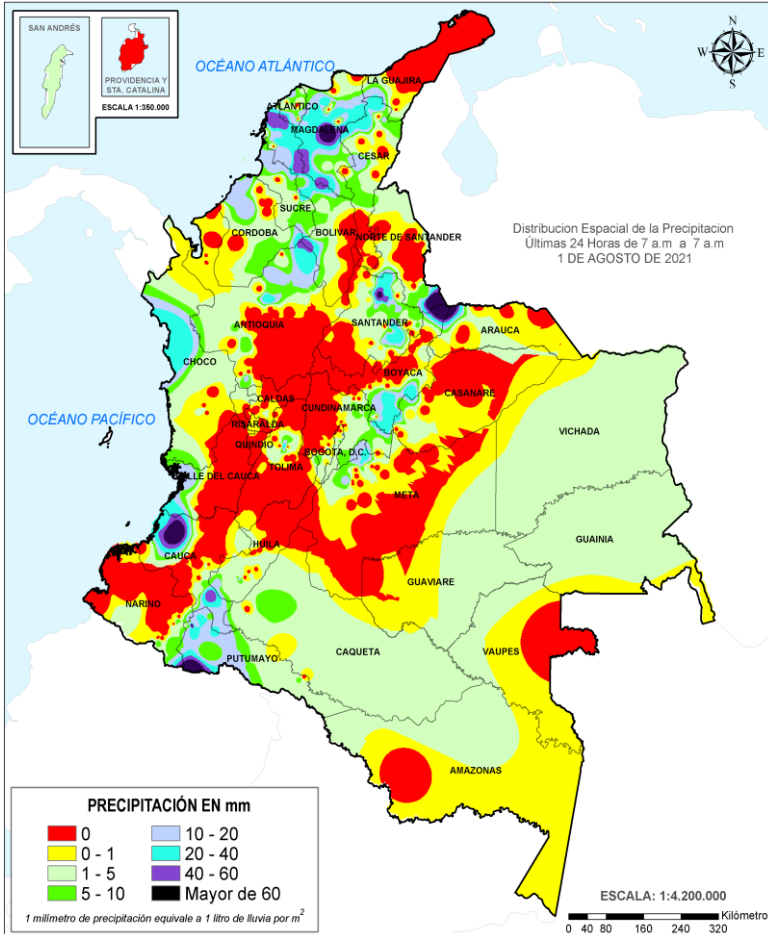 SAN ANDRÉS
PROVIDENCIA Y
STA. CATALINA
ESCALA 1:350.000
OCÉANO ATLÁNTICO
N
W
E
S
LA GUAJIRA
ATLANTICO
MAGDALENA
CESAR
SUCRE
CORDOBA
BOLIVAR
NORTE DE SANTANDER
Distribucion Espacial de la Precipitacion
Últimas 24 Horas de 7 a.m a 7 a.m
1 DE AGOSTO DE 2021
ANTIOQUIA
SANTANDER
ARAUCA
CHOCO
BOYACA
CASANARE
CALDAS
CUNDINAMARCA
OCÉANO PACÍFICO
RISARALDA
VICHADA
QUINDIO
BOGOTA, D.C.
TOLIMA
VALLE DEL CAUCA
META
GUAINIA
HUILA
CAUCA
GUAVIARE
NARIÑO
CAQUETA
VAUPES
PUTUMAYO
AMAZONAS
PRECIPITACIÓN EN mm
0
0 - 1
1 - 5
5 - 10
10 - 20
20 - 40
40 - 60
Mayor de 60
1 milímetro de precipitación equivale a 1 litro de lluvia por m2
ESCALA: 1:4.200.000
Kilómetros
0 40 80 160 240 320